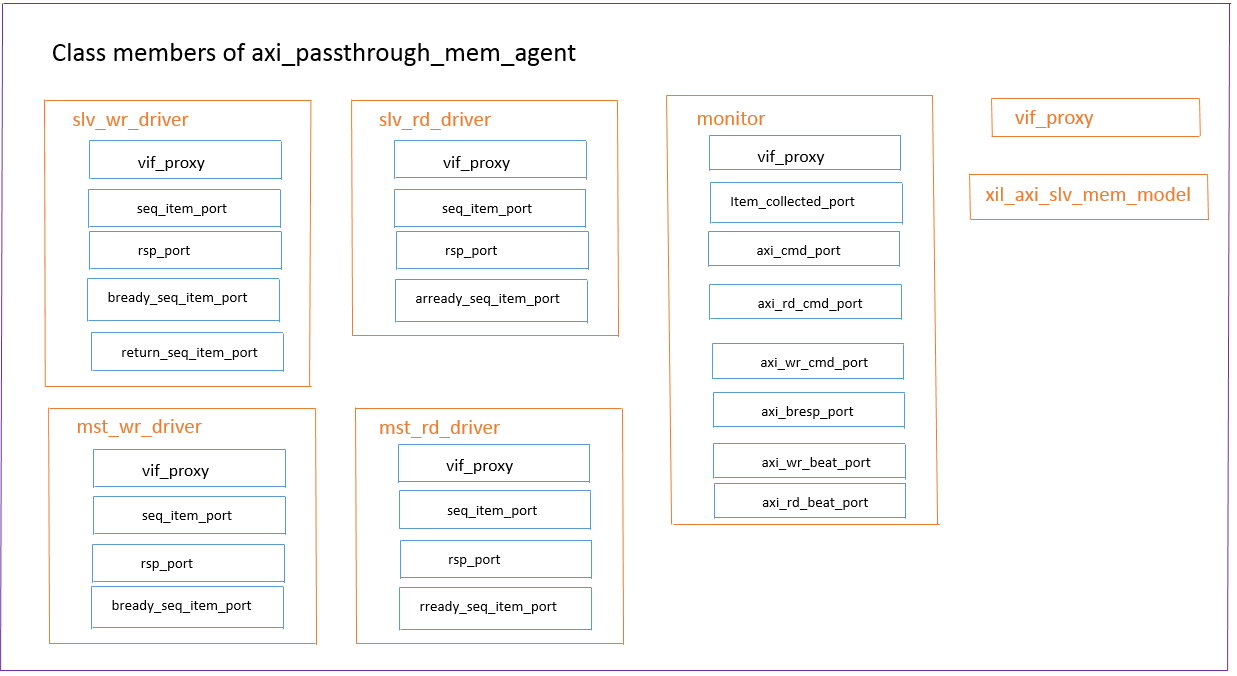 Class members of axi_passthrough_mem_agent
slv_wr_driver
vif_proxy
seq_item_port
rsp_port
bready_seq_item_port
return_seq_item_port
slv_rd_driver
vif_proxy
seq_item_port
rsp_port
arready_seq_item_port
monitor
vif_proxy
Item_collected_port
axi_cmd_port
axi_rd_cmd_port
axi_wr_cmd_port
axi_bresp_port
axi_wr_beat_port
axi_rd_beat_port
vif_proxy
xil_axi_slv_mem_model
mst_wr_driver
vif_proxy
seq_item_port
rsp_port
bready_seq_item_port
mst_rd_driver
vif_proxy
seq_item_port
rsp_port
rready_seq_item_port